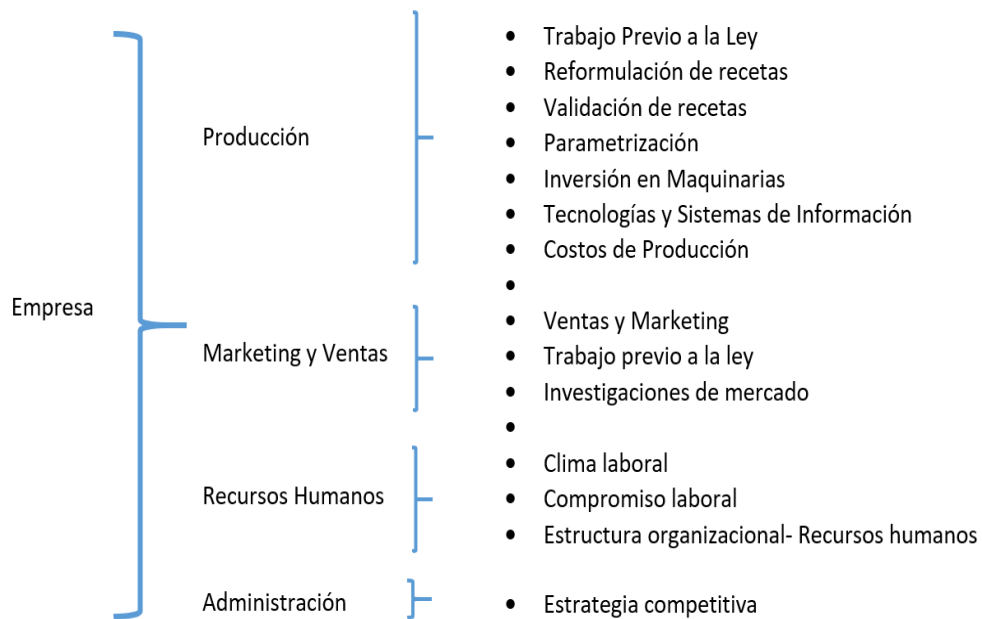 Empresa
Producción
• Trabajo Previo a la Ley
• Reformulación de recetas
• Validación de recetas
• Parametrización
• Inversión en Maquinarias
• Tecnologías y Sistemas de Información
• Costos de Producción
•
Marketing y Ventas
• Ventas y Marketing
• Trabajo previo a la ley
• Investigaciones de mercado
•
Recursos Humanos
• Clima laboral
• Compromiso laboral
• Estructura organizacional- Recursos humanos
Administración
• Estrategia competitiva